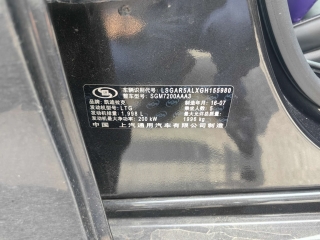 车辆识别代号: LSGAR5ALXGH155980
整车型号: SGM7200AAA3
品牌: 凯迪拉克 制造年月: 16-07
发动机型号: LTG 乘坐人数: 5
发动机排量: 1,998 L 最大允许总质量:
发动机最大净功率: 200 kW 1998 kg
中国 上汽通用汽车有限公司制造